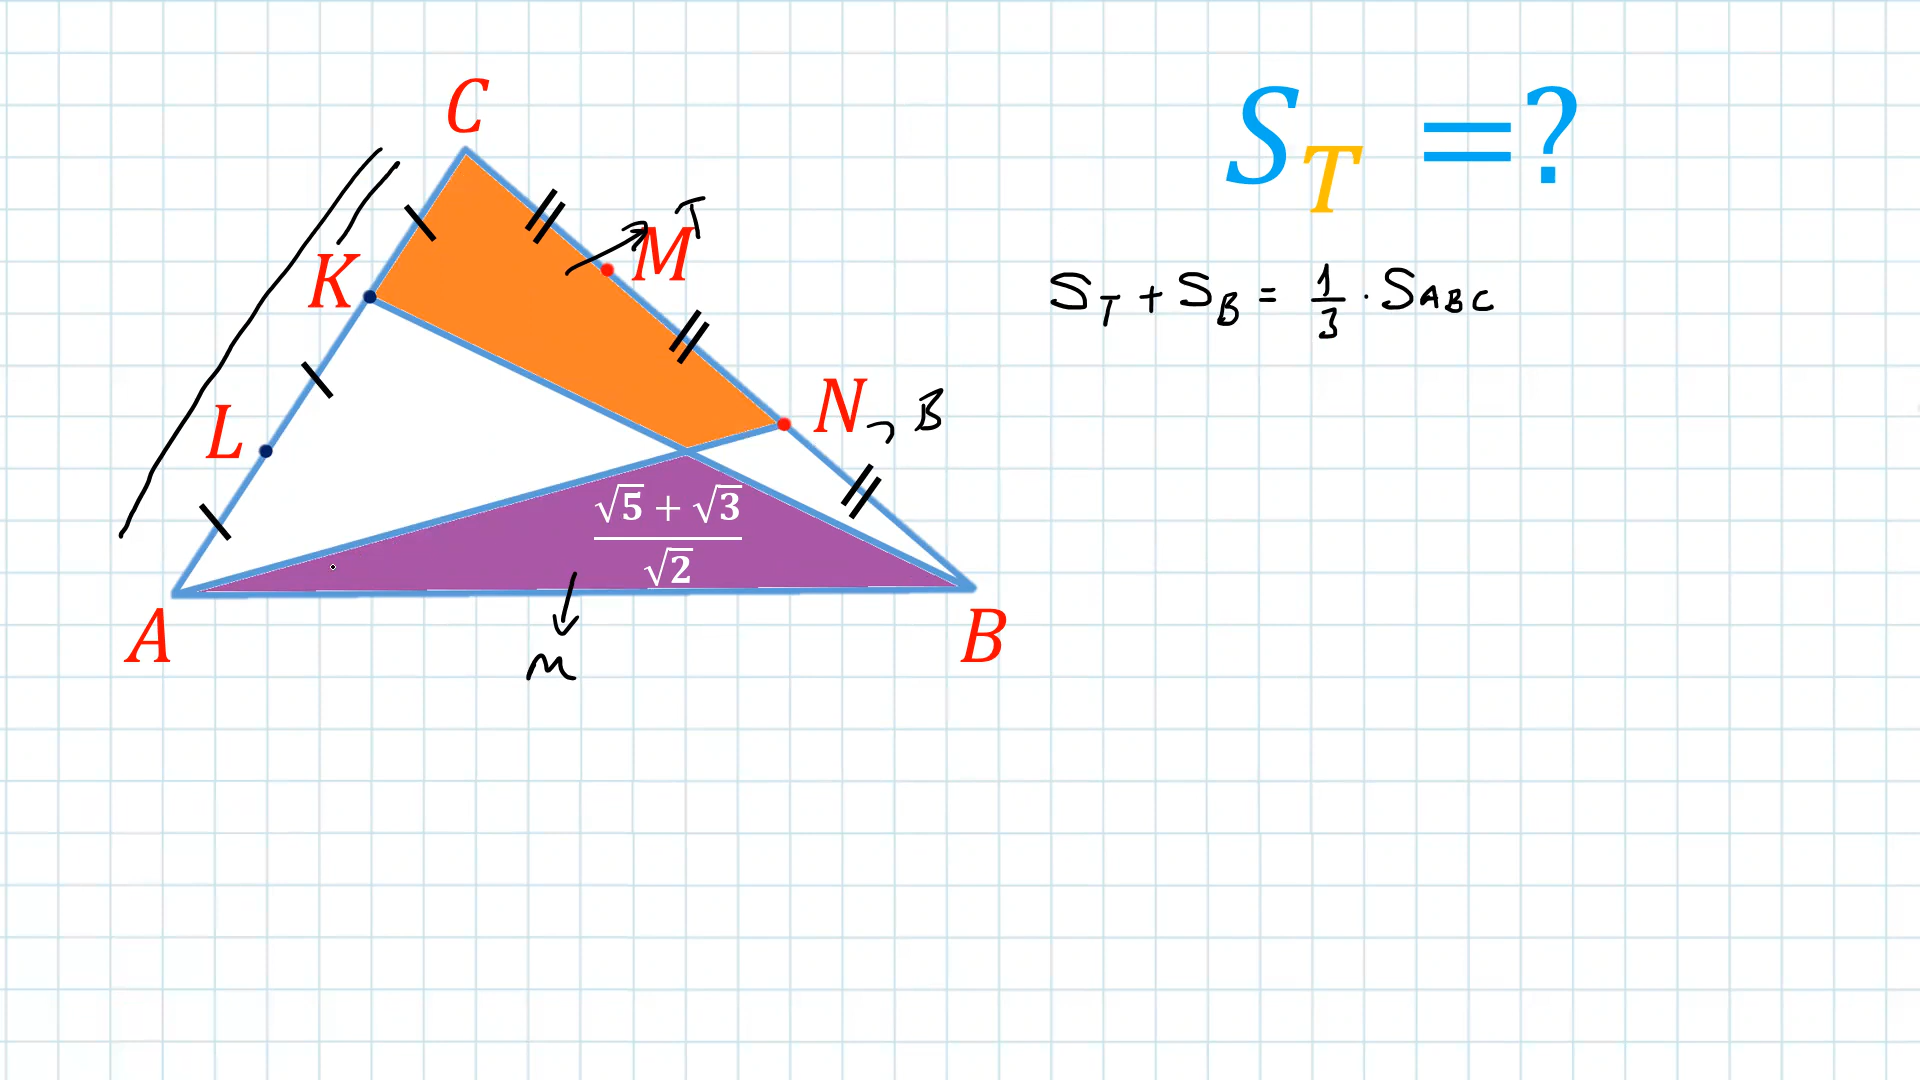 C
S_T =?
T
K
M
S_T + S_B = 1/3 · S_ABC
L
N
B
(√5 + √3)/√2
A
B
M